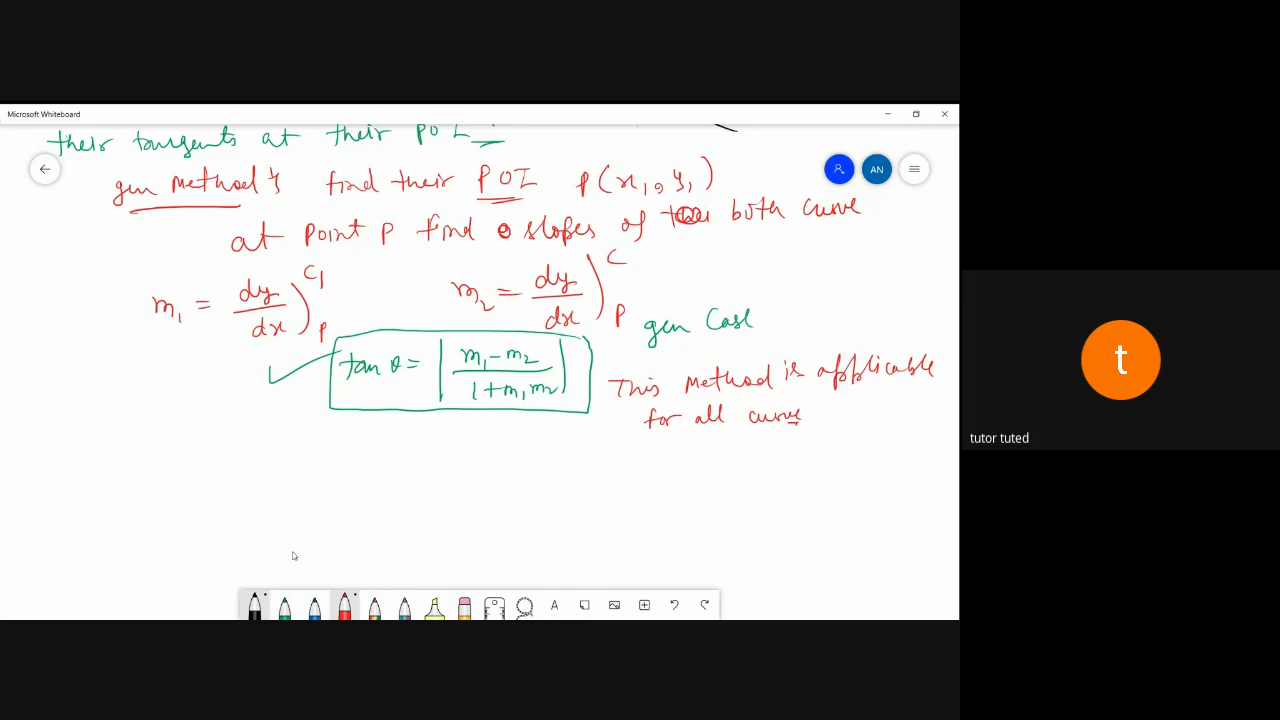 Microsoft Whiteboard
their tangents at their POI
gen Method find their POI P(x₁, y₁)
at point P find slopes of both curve
m₁ = dy/dx)ₚ^C₁ m₂ = dy/dx)ₚ^C
gen Case
tan θ = |(m₁ - m₂)/(1 + m₁m₂)|
This Method is applicable
for all curve
AN
A
t
tutor tuted